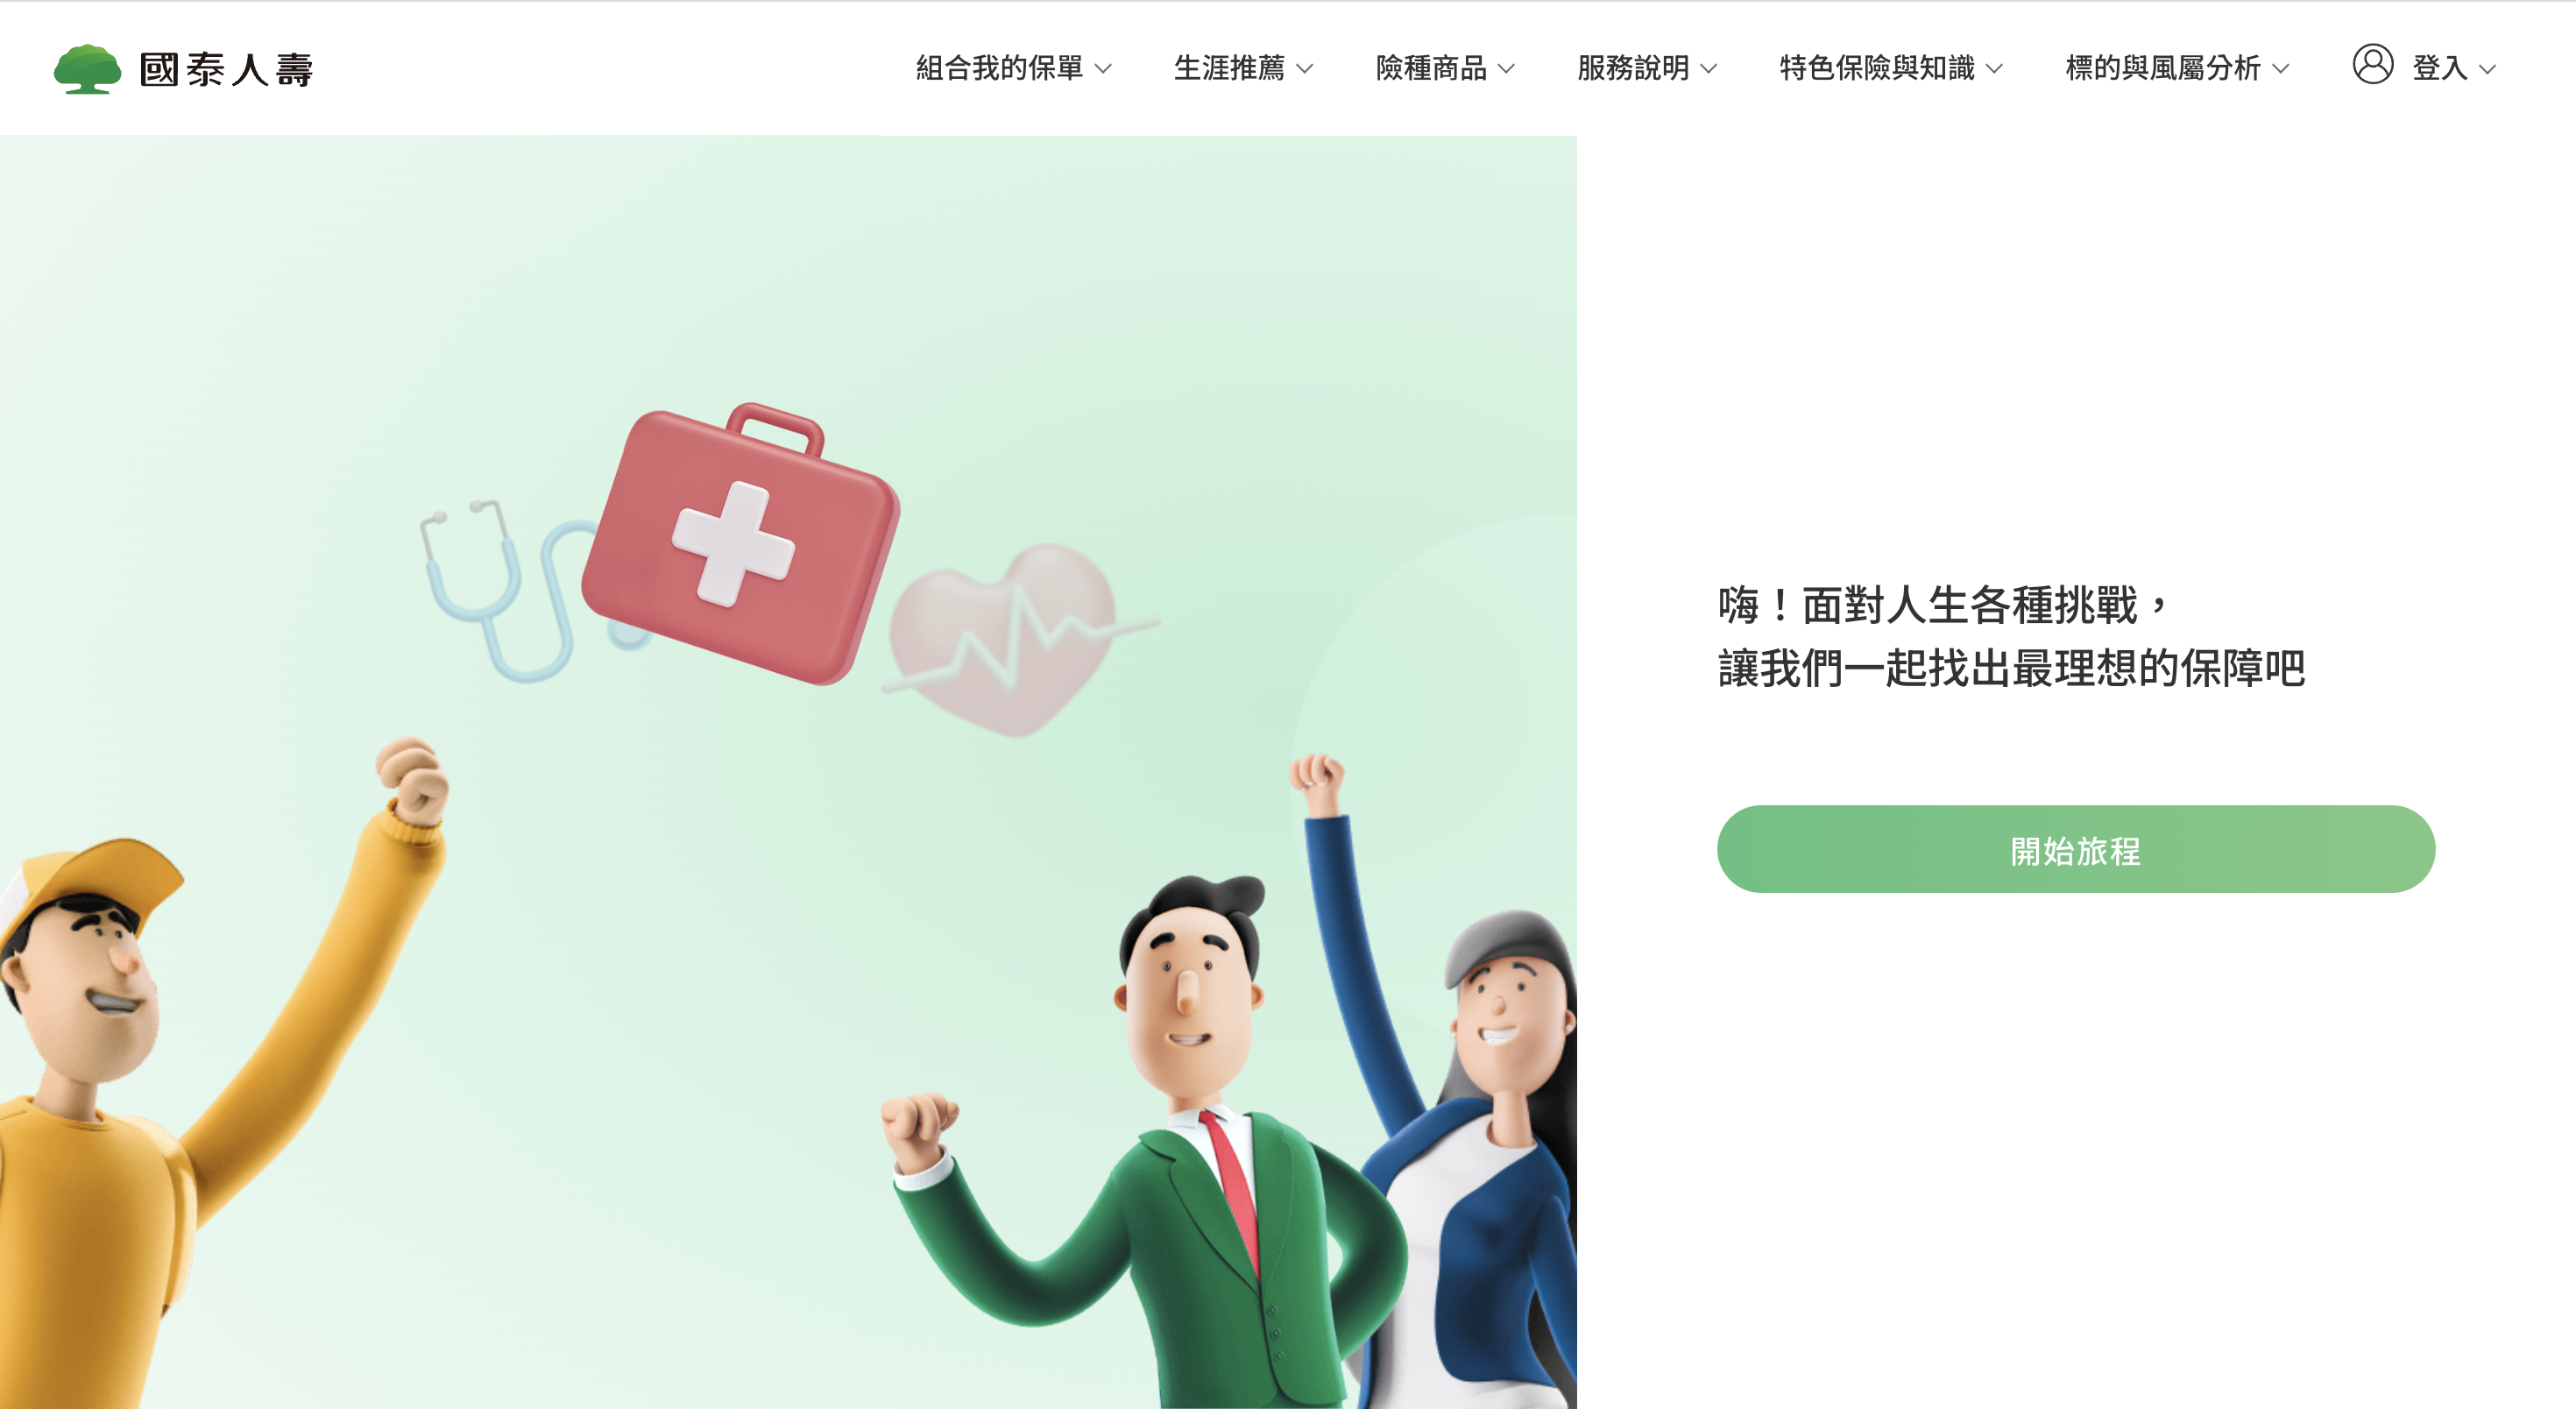 國泰人壽
組合我的保單
生涯推薦
險種商品
服務說明
特色保險與知識
標的與風屬分析
登入
嗨！面對人生各種挑戰，
讓我們一起找出最理想的保障吧
開始旅程